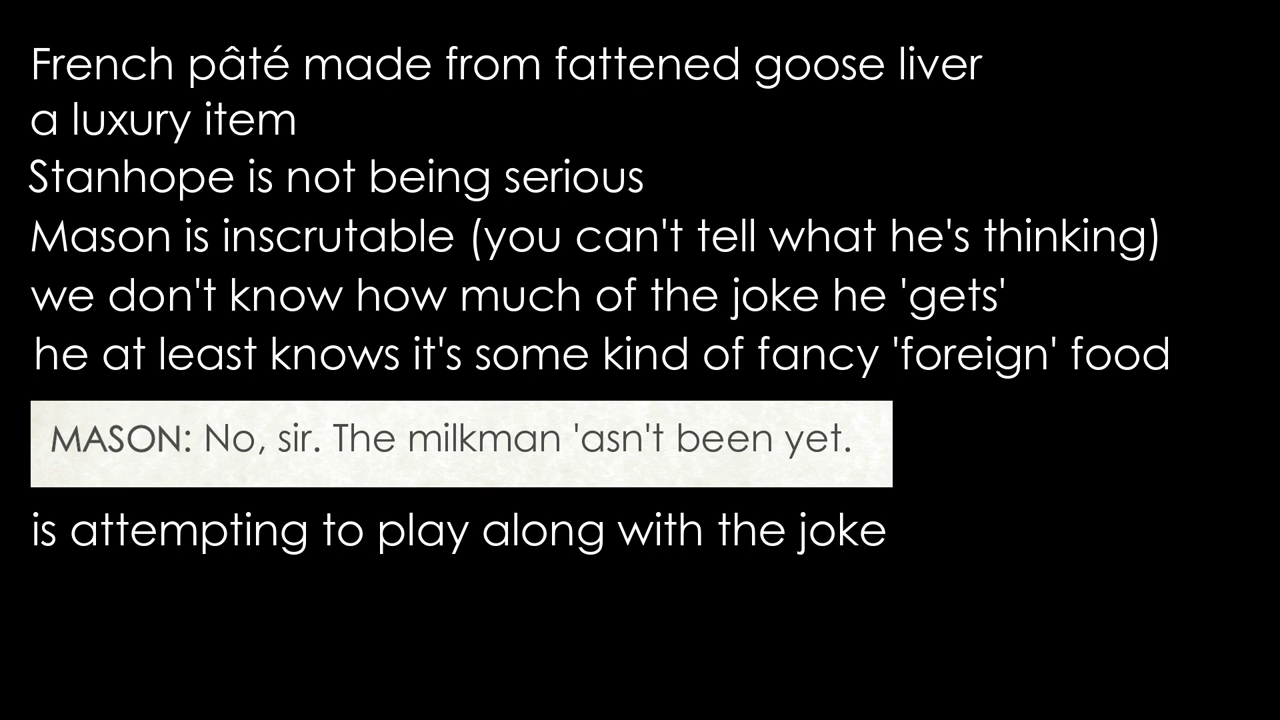 French pâté made from fattened goose liver
a luxury item
Stanhope is not being serious
Mason is inscrutable (you can't tell what he's thinking)
we don't know how much of the joke he 'gets'
he at least knows it's some kind of fancy 'foreign' food
MASON: No, sir. The milkman 'asn't been yet.
is attempting to play along with the joke